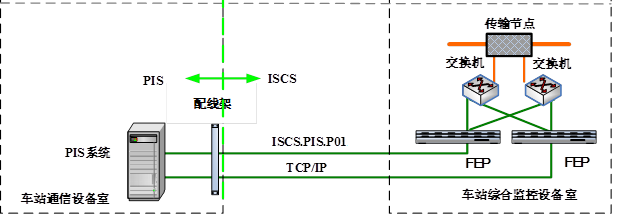 传输节点
交换机
交换机
PIS
ISCS
配线架
PIS系统
ISCS.PIS.P01
TCP/IP
FEP
FEP
车站通信设备室
车站综合监控设备室